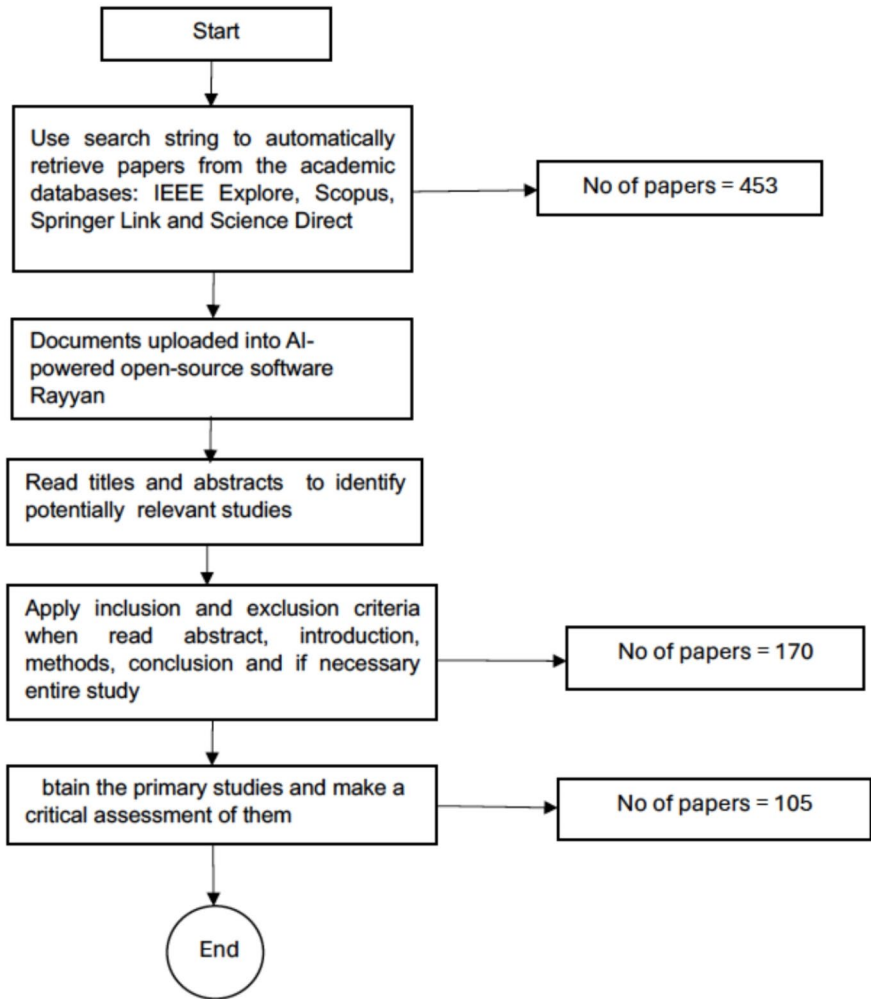 Start
Use search string to automatically
retrieve papers from the academic
databases: IEEE Explore, Scopus,
Springer Link and Science Direct
No of papers = 453
Documents uploaded into AI-
powered open-source software
Rayyan
Read titles and abstracts to identify
potentially relevant studies
Apply inclusion and exclusion criteria
when read abstract, introduction,
methods, conclusion and if necessary
entire study
No of papers = 170
btain the primary studies and make a
critical assessment of them
No of papers = 105
End